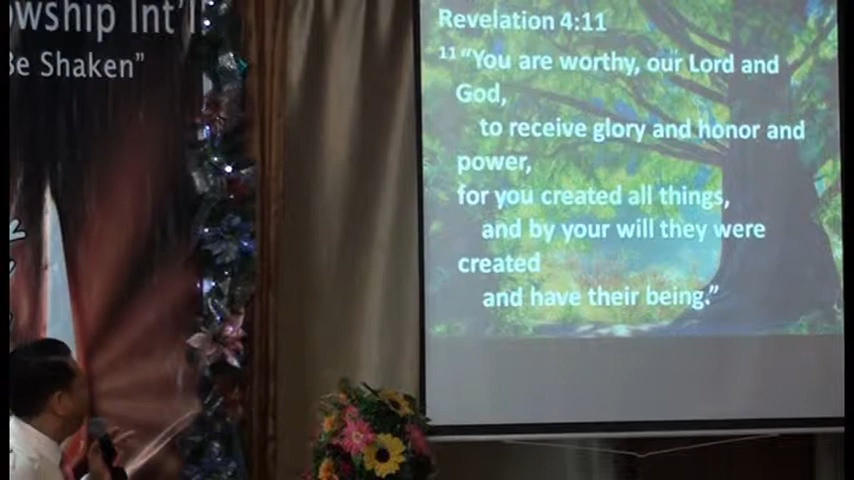 wship Int'l
Be Shaken”
Revelation 4:11
11 “You are worthy, our Lord and
God,
to receive glory and honor and
power,
for you created all things,
and by your will they were
created
and have their being.”